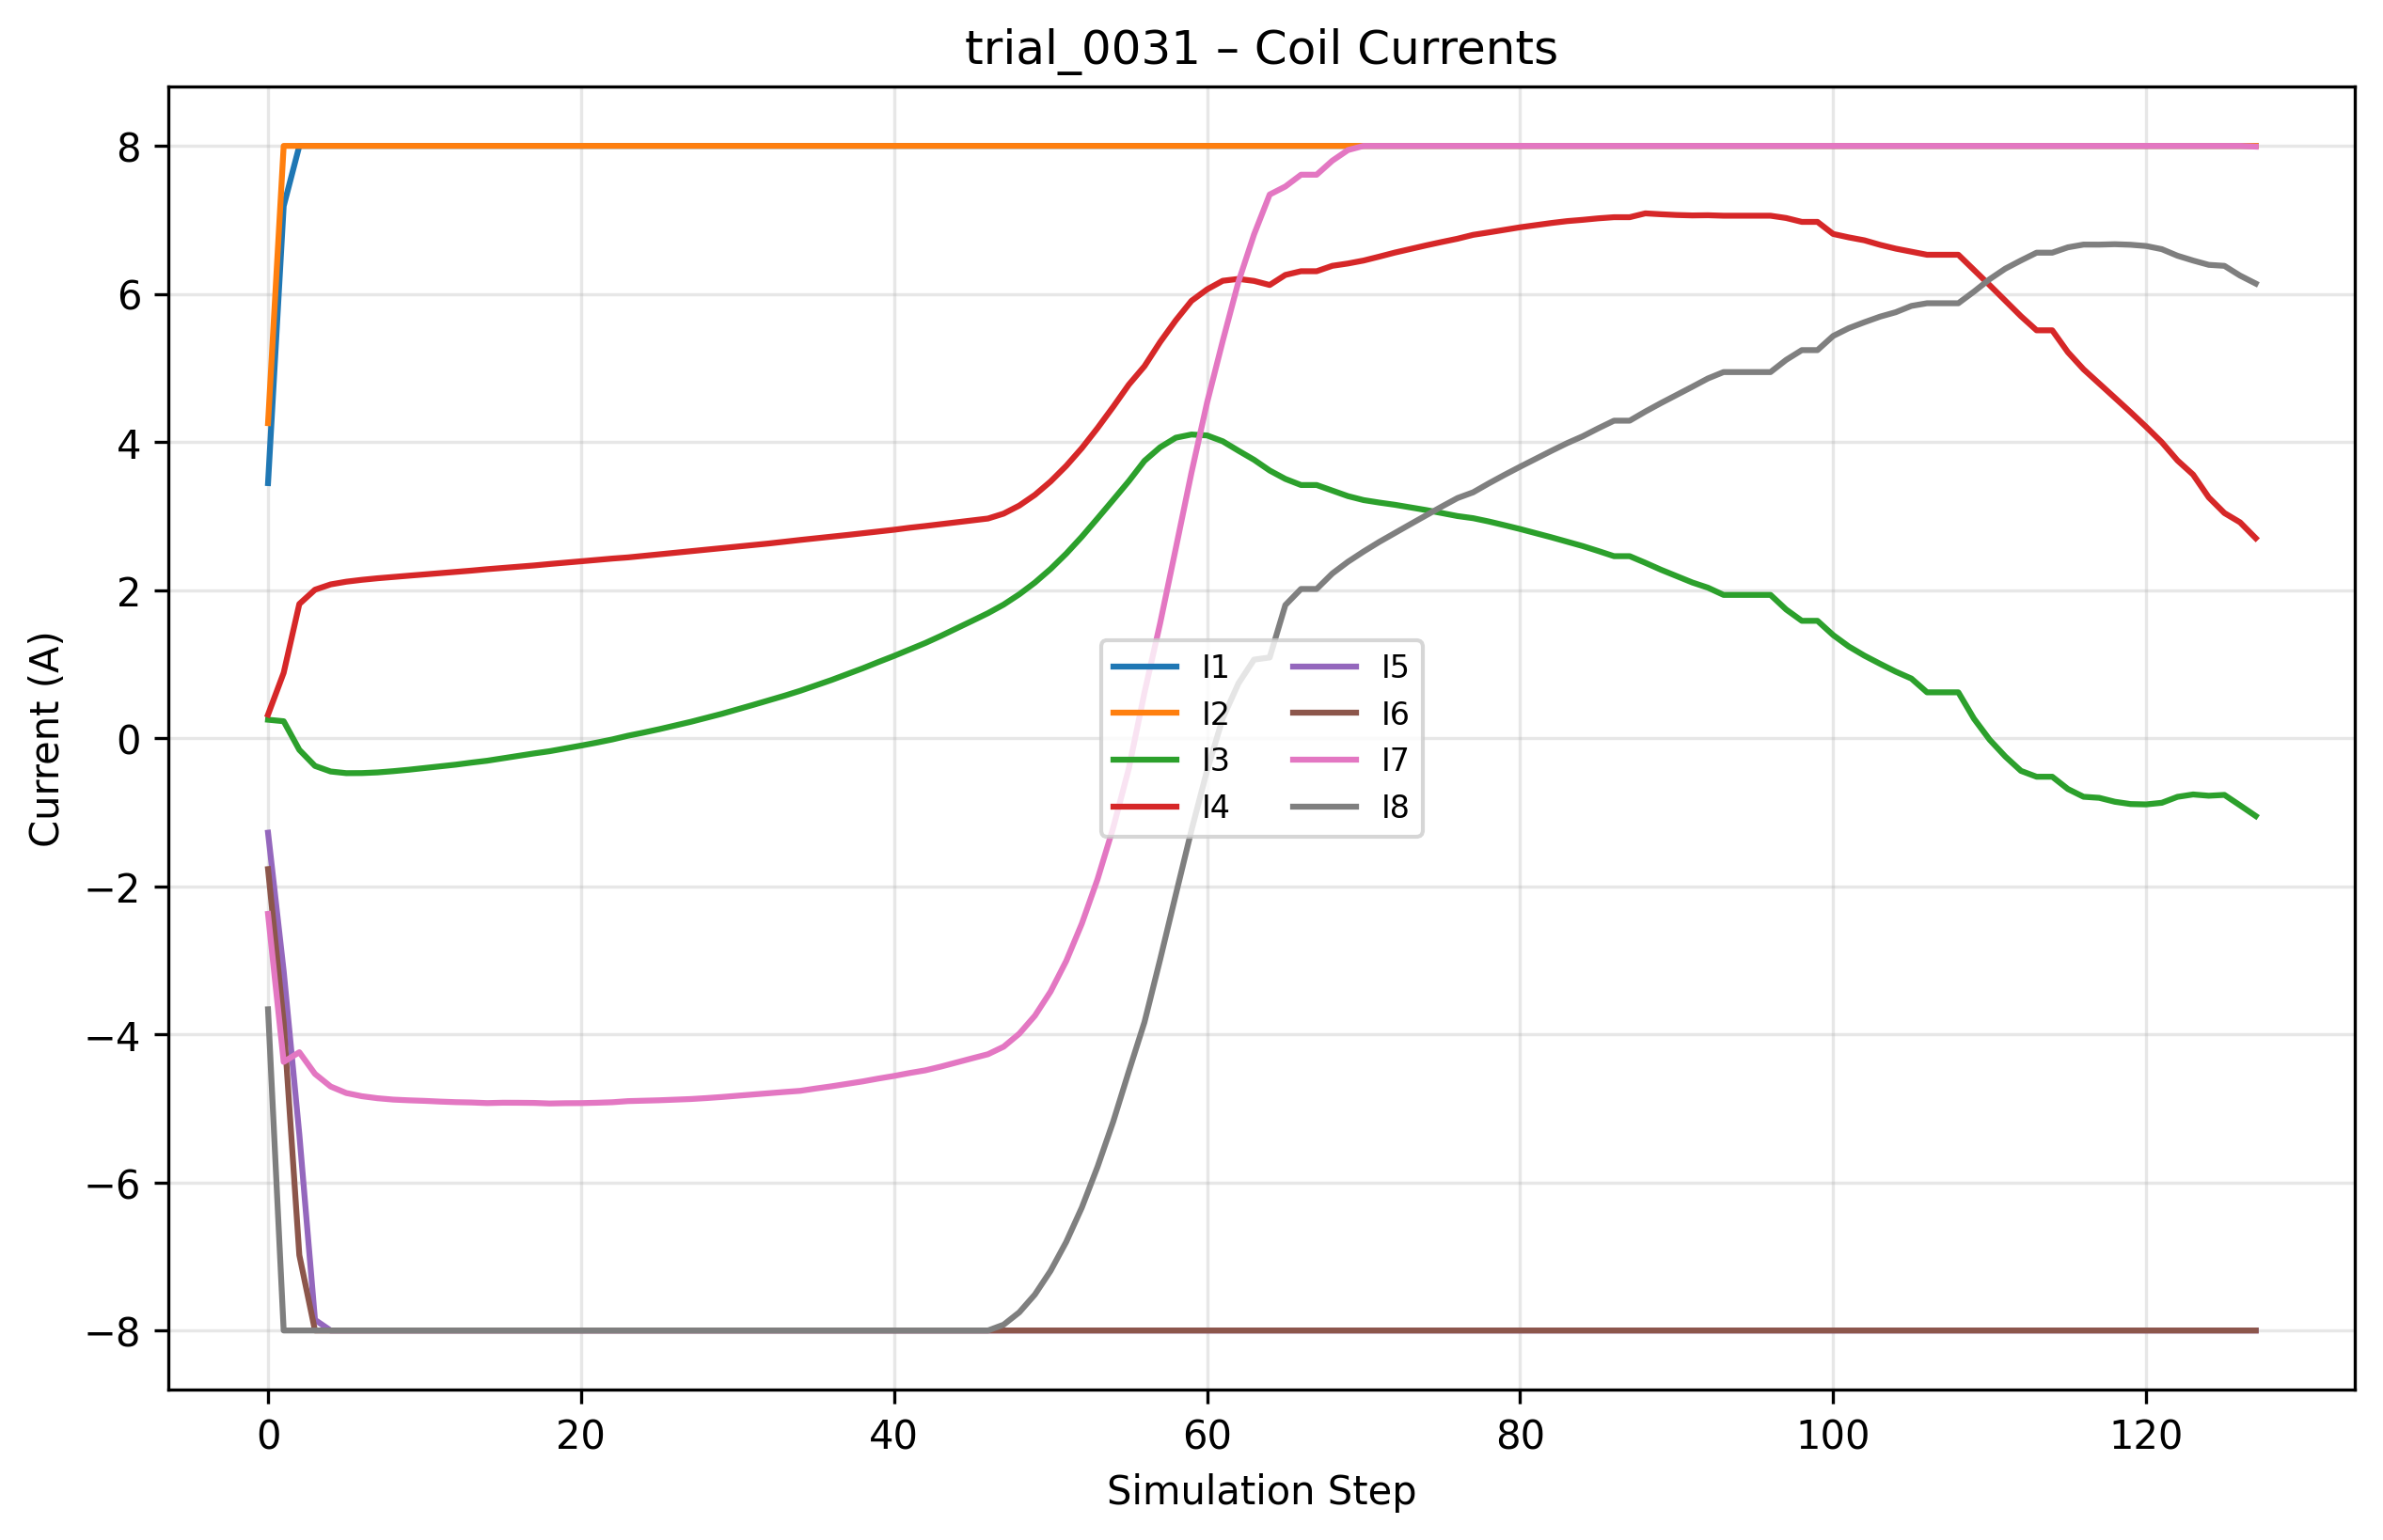 trial_0031 – Coil Currents
Current (A)
8
6
4
2
0
−2
−4
−6
−8
I1
I2
I3
I4
I5
I6
I7
I8
0 20 40 60 80 100 120
Simulation Step